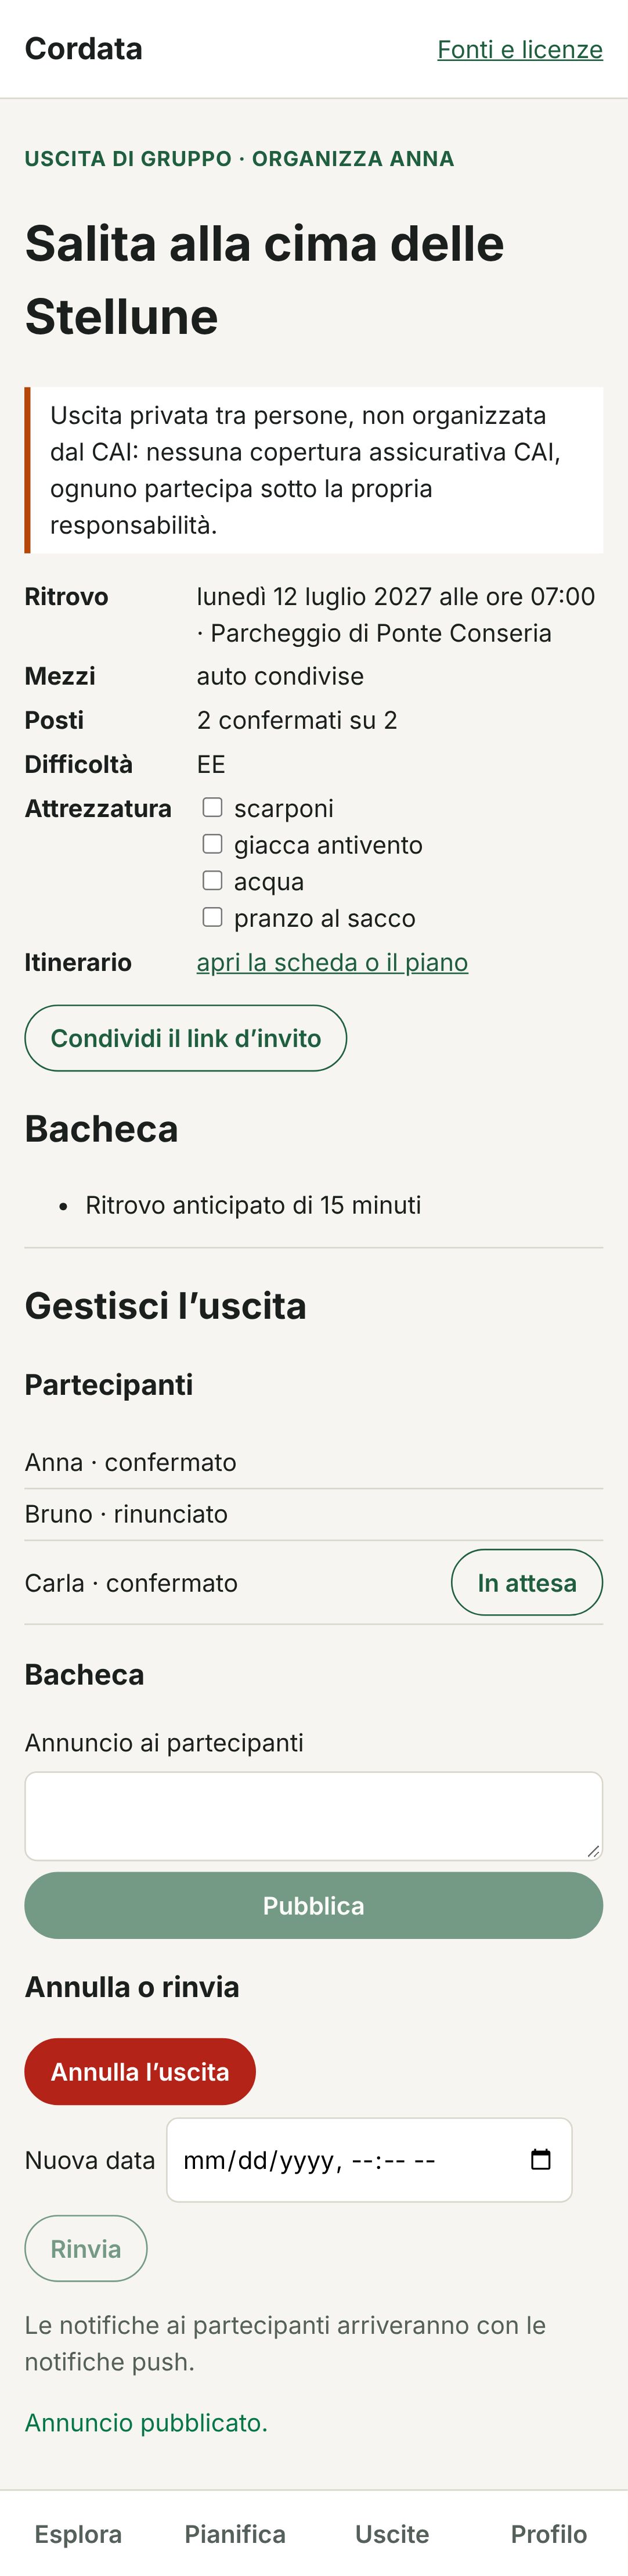 Cordata
Fonti e licenze
USCITA DI GRUPPO · ORGANIZZA ANNA
Salita alla cima delle
Stellune
Uscita privata tra persone, non organizzata
dal CAI: nessuna copertura assicurativa CAI,
ognuno partecipa sotto la propria
responsabilità.
Ritrovo lunedì 12 luglio 2027 alle ore 07:00
· Parcheggio di Ponte Conseria
Mezzi auto condivise
Posti 2 confermati su 2
Difficoltà EE
Attrezzatura scarponi
giacca antivento
acqua
pranzo al sacco
Itinerario apri la scheda o il piano
Condividi il link d’invito
Bacheca
• Ritrovo anticipato di 15 minuti
Gestisci l’uscita
Partecipanti
Anna · confermato
Bruno · rinunciato
Carla · confermato In attesa
Bacheca
Annuncio ai partecipanti
Pubblica
Annulla o rinvia
Annulla l’uscita
Nuova data mm/dd/yyyy, --:-- --
Rinvia
Le notifiche ai partecipanti arriveranno con le
notifiche push.
Annuncio pubblicato.
Esplora Pianifica Uscite Profilo